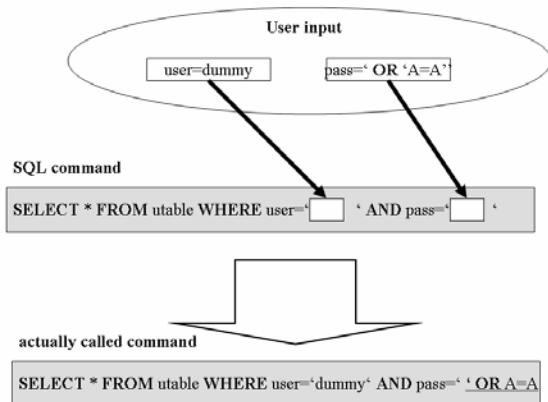 User input
user=dummy
pass=‘ OR ‘A=A’’
SQL command
SELECT * FROM utable WHERE user=‘ ‘ AND pass=‘ ‘
actually called command
SELECT * FROM utable WHERE user=‘dummy‘ AND pass=‘ ‘ OR A=A